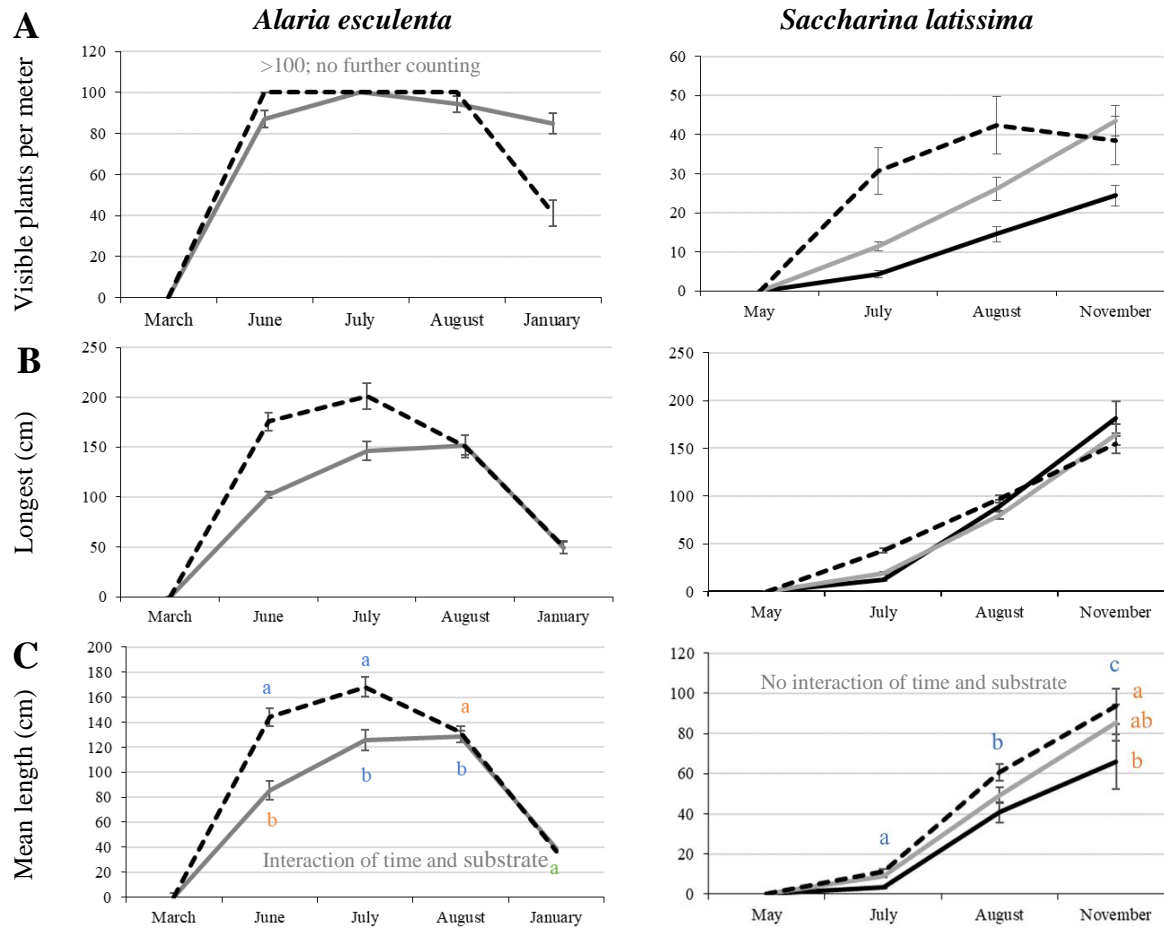 A
Alaria esculenta
Saccharina latissima
Visible plants per meter
120
100
80
60
40
20
0
>100; no further counting
March June July August January
60
50
40
30
20
10
0
May July August November
B
Longest (cm)
250
200
150
100
50
0
March June July August January
250
200
150
100
50
0
May July August November
C
Mean length (cm)
200
180
160
140
120
100
80
60
40
20
0
a
a
a
b
b
b
Interaction of time and substrate
a
March June July August January
120
100
80
60
40
20
0
No interaction of time and substrate
a
b
c
a
ab
b
May July August November